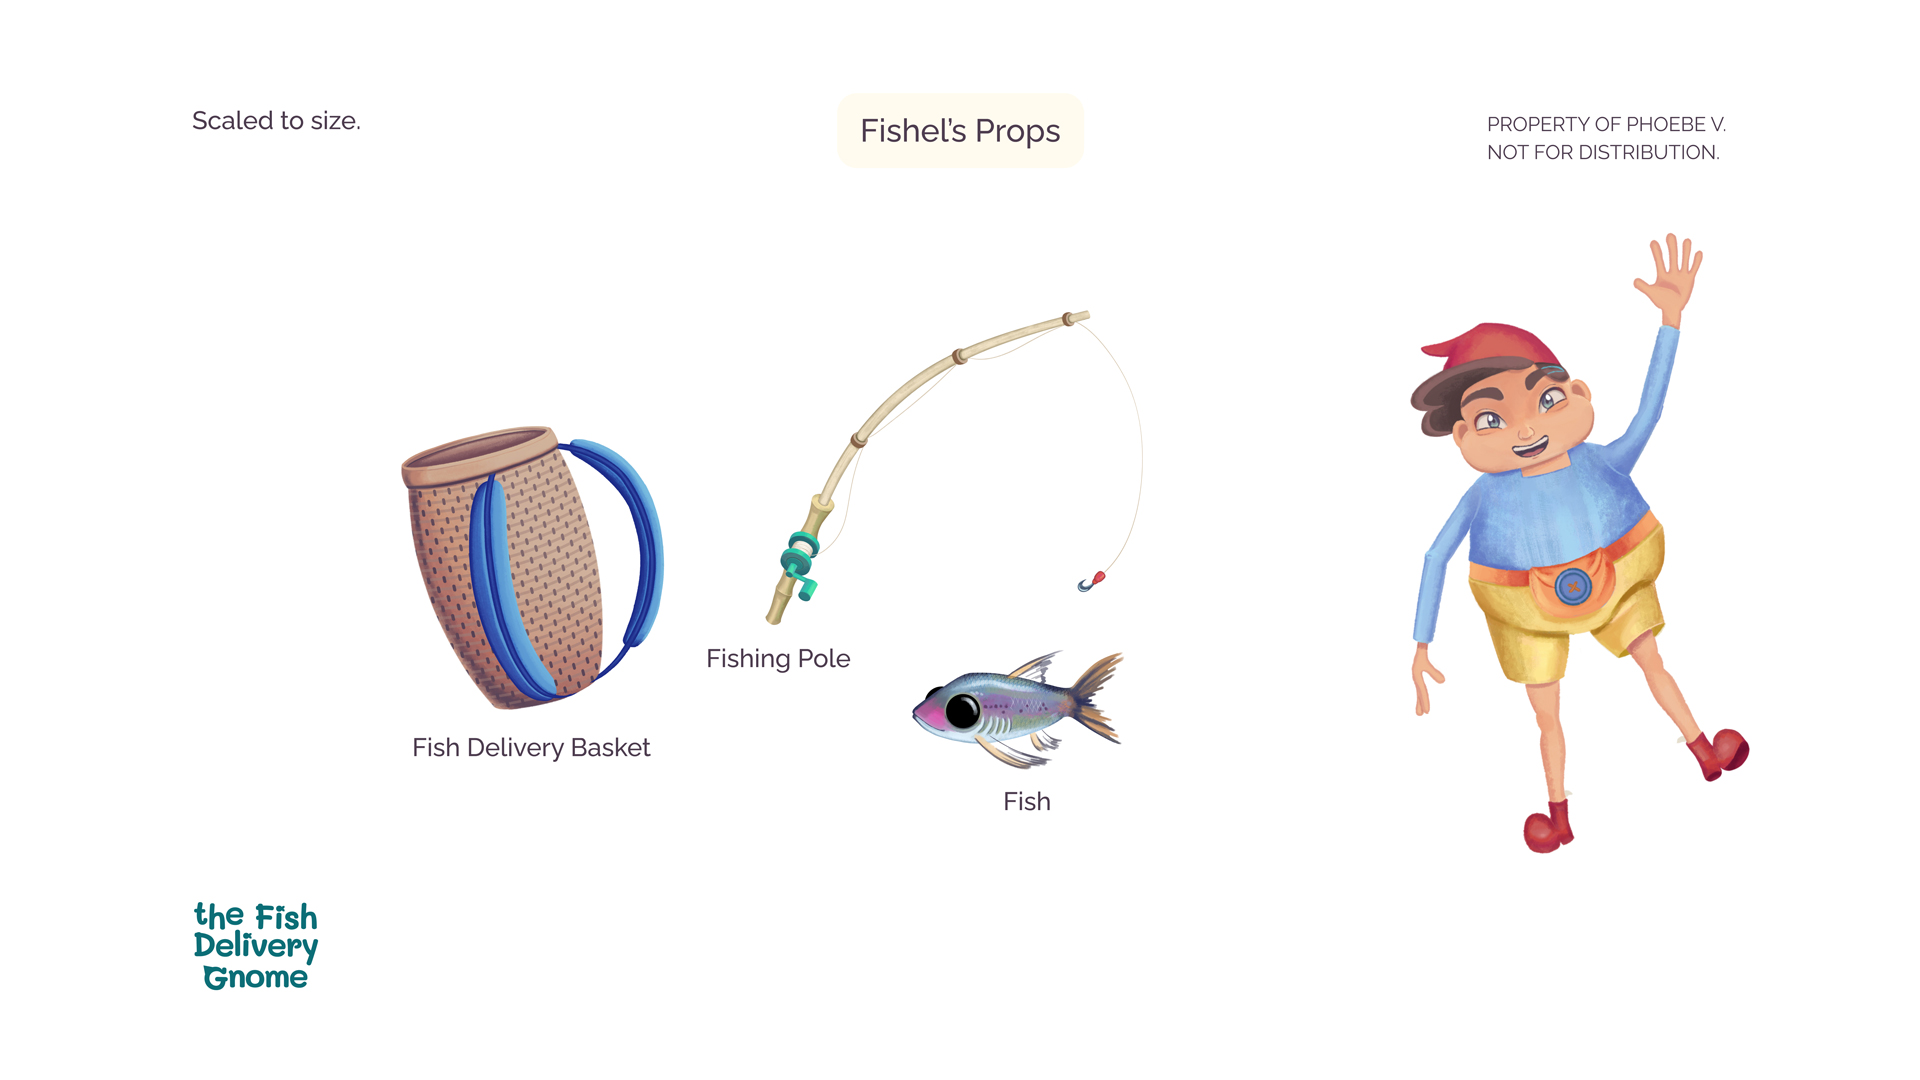 Scaled to size.
Fishel’s Props
PROPERTY OF PHOEBE V.
NOT FOR DISTRIBUTION.
Fishing Pole
Fish Delivery Basket
Fish
the Fish
Delivery
Gnome